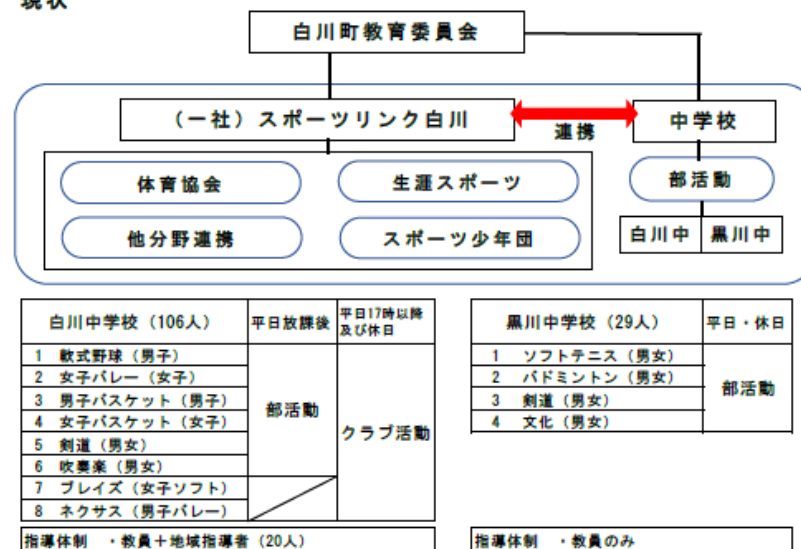 現状
白川町教育委員会
(一社)スポーツリンク白川
連携
中学校
体育協会
生涯スポーツ
他分野連携
スポーツ少年団
部活動
白川中 黒川中
白川中学校(106人) 平日放課後 平日17時以降
及び休日
1 軟式野球(男子)
2 女子バレー(女子)
3 男子バスケット(男子)
4 女子バスケット(女子)
5 剣道(男女)
6 吹奏楽(男女)
7 ブレイズ(女子ソフト)
8 ネクサス(男子バレー)
部活動
クラブ活動
指導体制 ・教員+地域指導者(20人)
黒川中学校(29人) 平日・休日
1 ソフトテニス(男女)
2 バドミントン(男女)
3 剣道(男女)
4 文化(男女)
部活動
指導体制 ・教員のみ